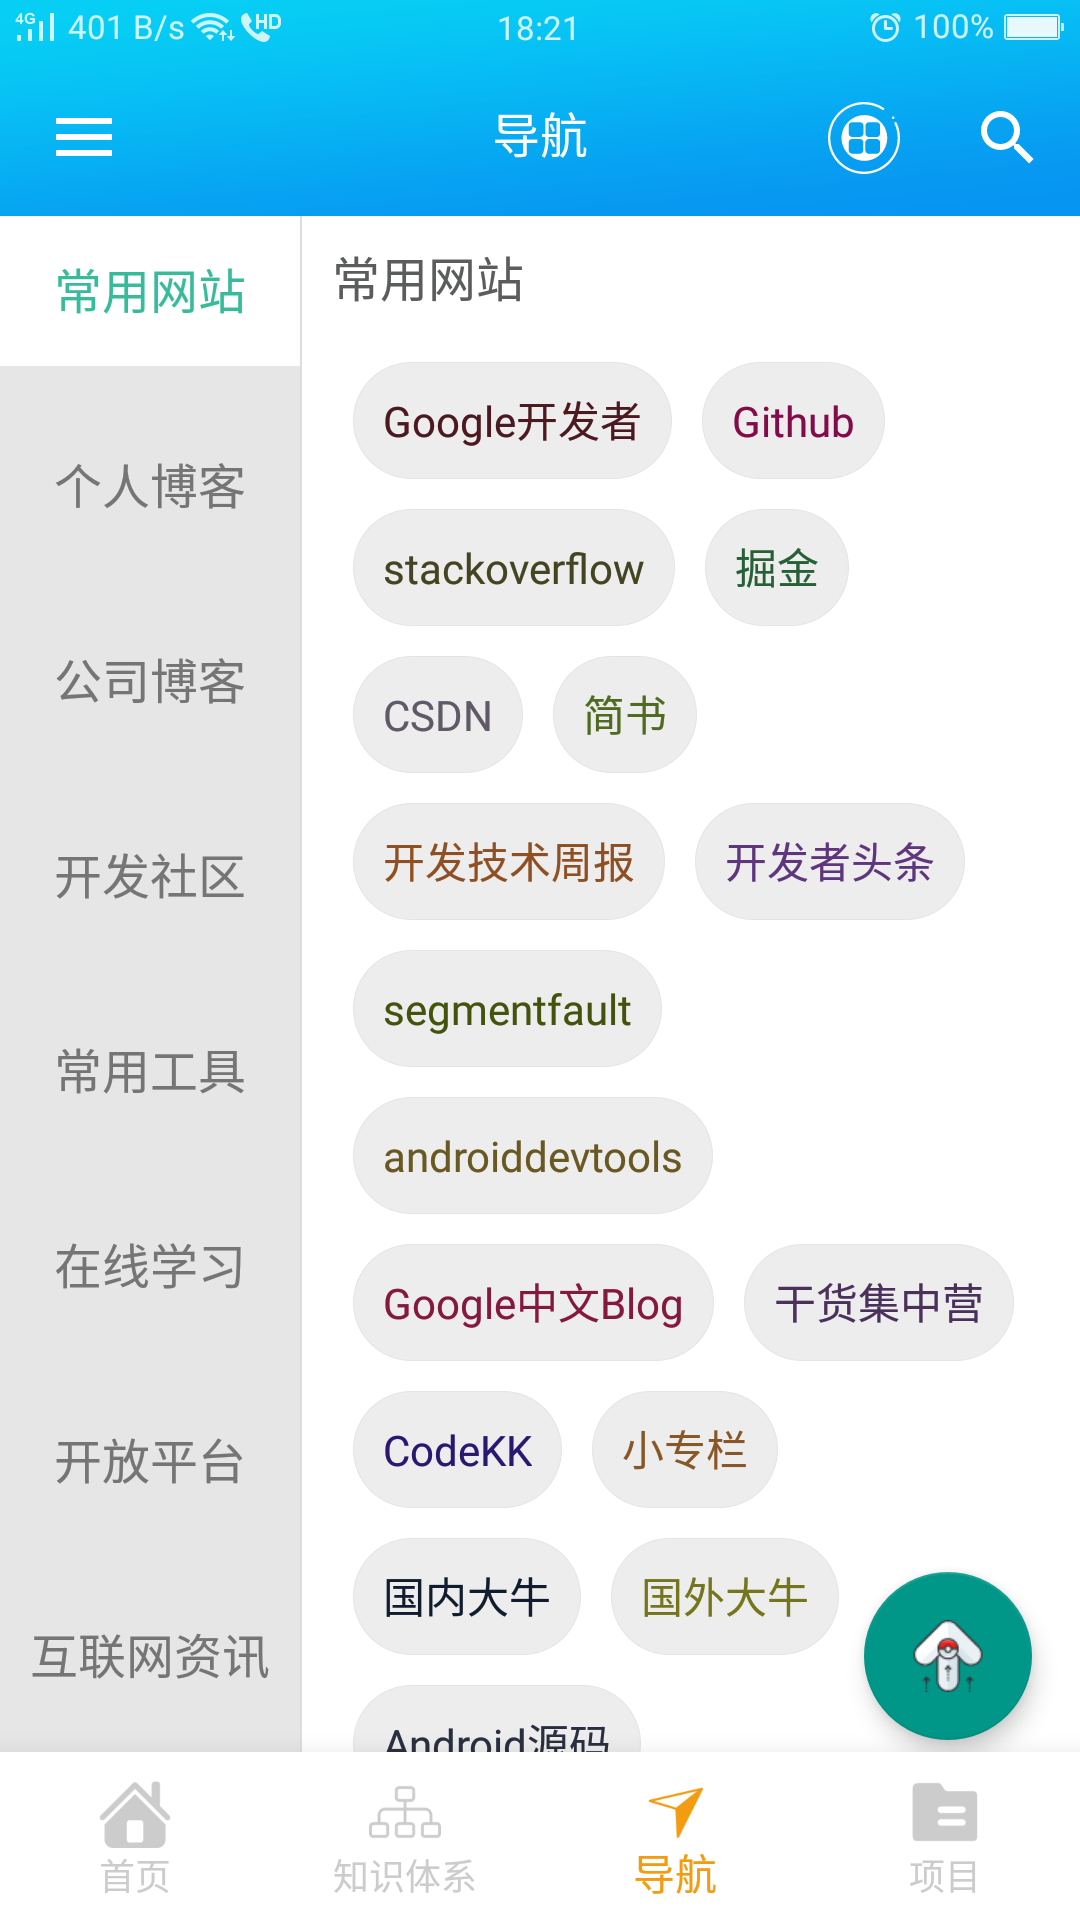 4G 401 B/s HD 18:21 100%
导航
常用网站
个人博客
公司博客
开发社区
常用工具
在线学习
开放平台
互联网资讯
常用网站
Google开发者 Github
stackoverflow 掘金
CSDN 简书
开发技术周报 开发者头条
segmentfault
androiddevtools
Google中文Blog 干货集中营
CodeKK 小专栏
国内大牛 国外大牛
Android源码
首页 知识体系 导航 项目